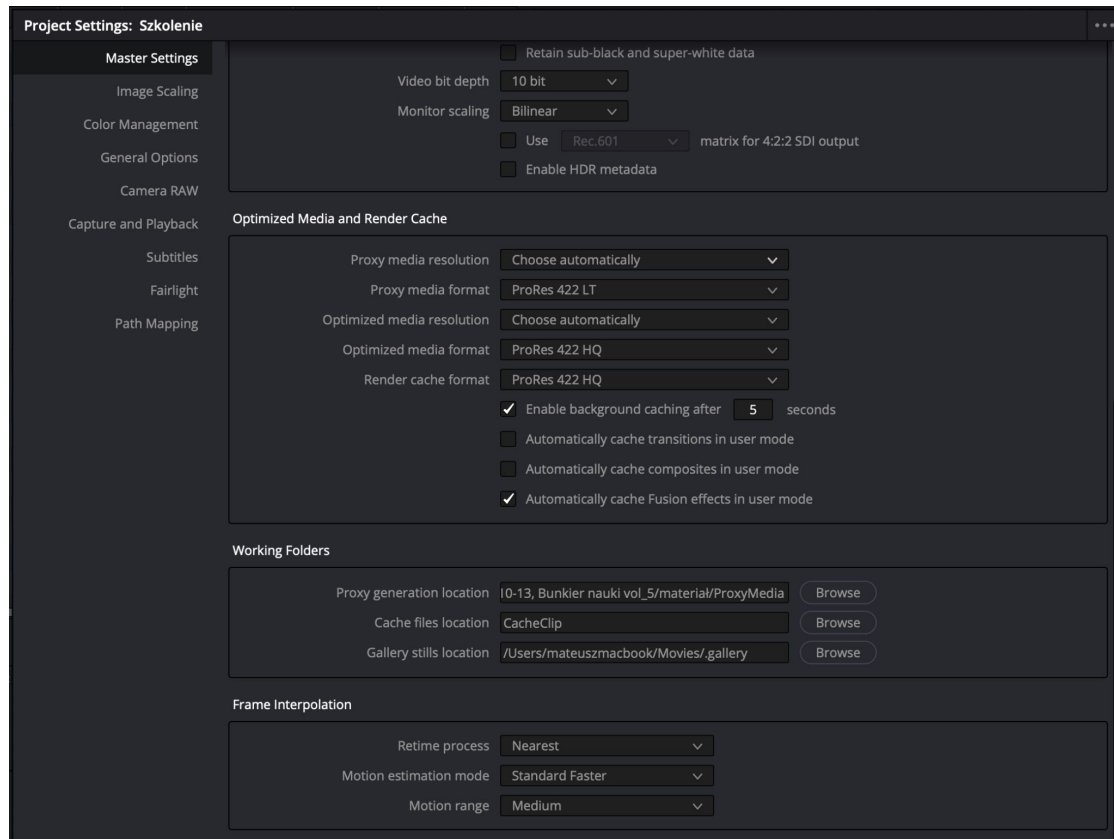 Project Settings: Szkolenie
Master Settings
Image Scaling
Color Management
General Options
Camera RAW
Capture and Playback
Subtitles
Fairlight
Path Mapping
Retain sub-black and super-white data
Video bit depth 10 bit
Monitor scaling Bilinear
Use Rec.601 matrix for 4:2:2 SDI output
Enable HDR metadata
Optimized Media and Render Cache
Proxy media resolution Choose automatically
Proxy media format ProRes 422 LT
Optimized media resolution Choose automatically
Optimized media format ProRes 422 HQ
Render cache format ProRes 422 HQ
Enable background caching after 5 seconds
Automatically cache transitions in user mode
Automatically cache composites in user mode
Automatically cache Fusion effects in user mode
Working Folders
Proxy generation location 10-13, Bunkier nauki vol_5/materiał/ProxyMedia Browse
Cache files location CacheClip Browse
Gallery stills location /Users/mateuszmacbook/Movies/.gallery Browse
Frame Interpolation
Retime process Nearest
Motion estimation mode Standard Faster
Motion range Medium